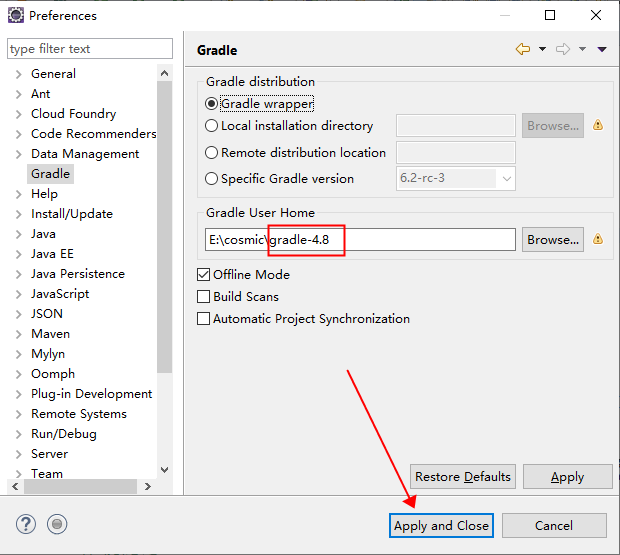 Preferences
type filter text
General
Ant
Cloud Foundry
Code Recommenders
Data Management
Gradle
Help
Install/Update
Java
Java EE
Java Persistence
JavaScript
JSON
Maven
Mylyn
Oomph
Plug-in Development
Remote Systems
Run/Debug
Server
Team
Gradle
Gradle distribution
Gradle wrapper
Local installation directory
Browse...
Remote distribution location
Specific Gradle version
6.2-rc-3
Gradle User Home
E:\cosmic\gradle-4.8
Browse...
Offline Mode
Build Scans
Automatic Project Synchronization
Restore Defaults
Apply
?
Apply and Close
Cancel